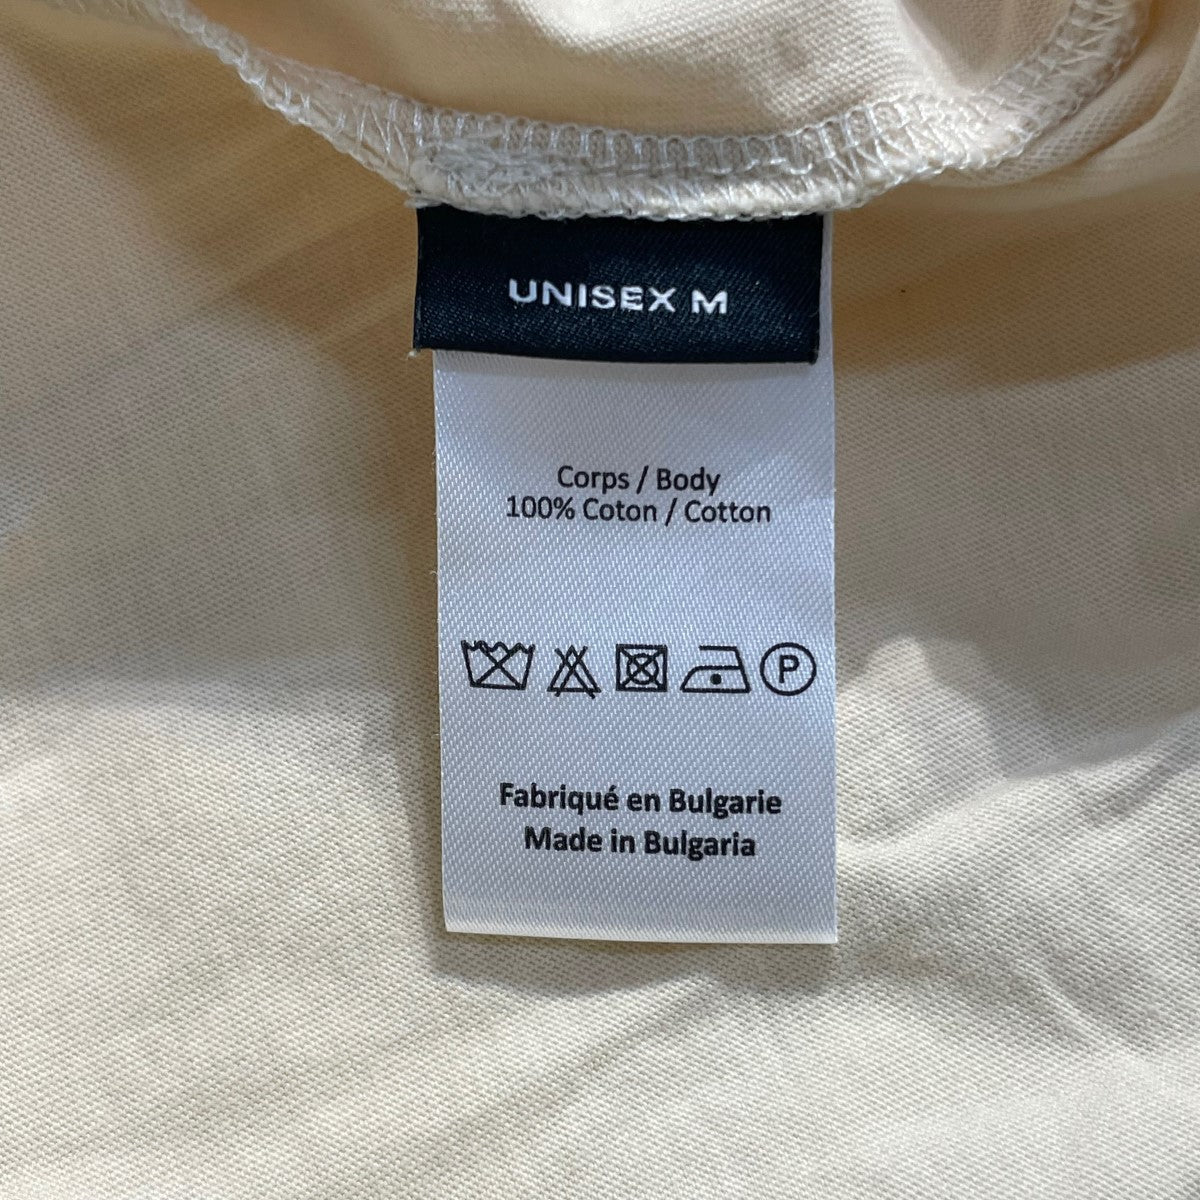 UNISEX M
Corps / Body
100% Coton / Cotton
P
Fabriqué en Bulgarie
Made in Bulgaria